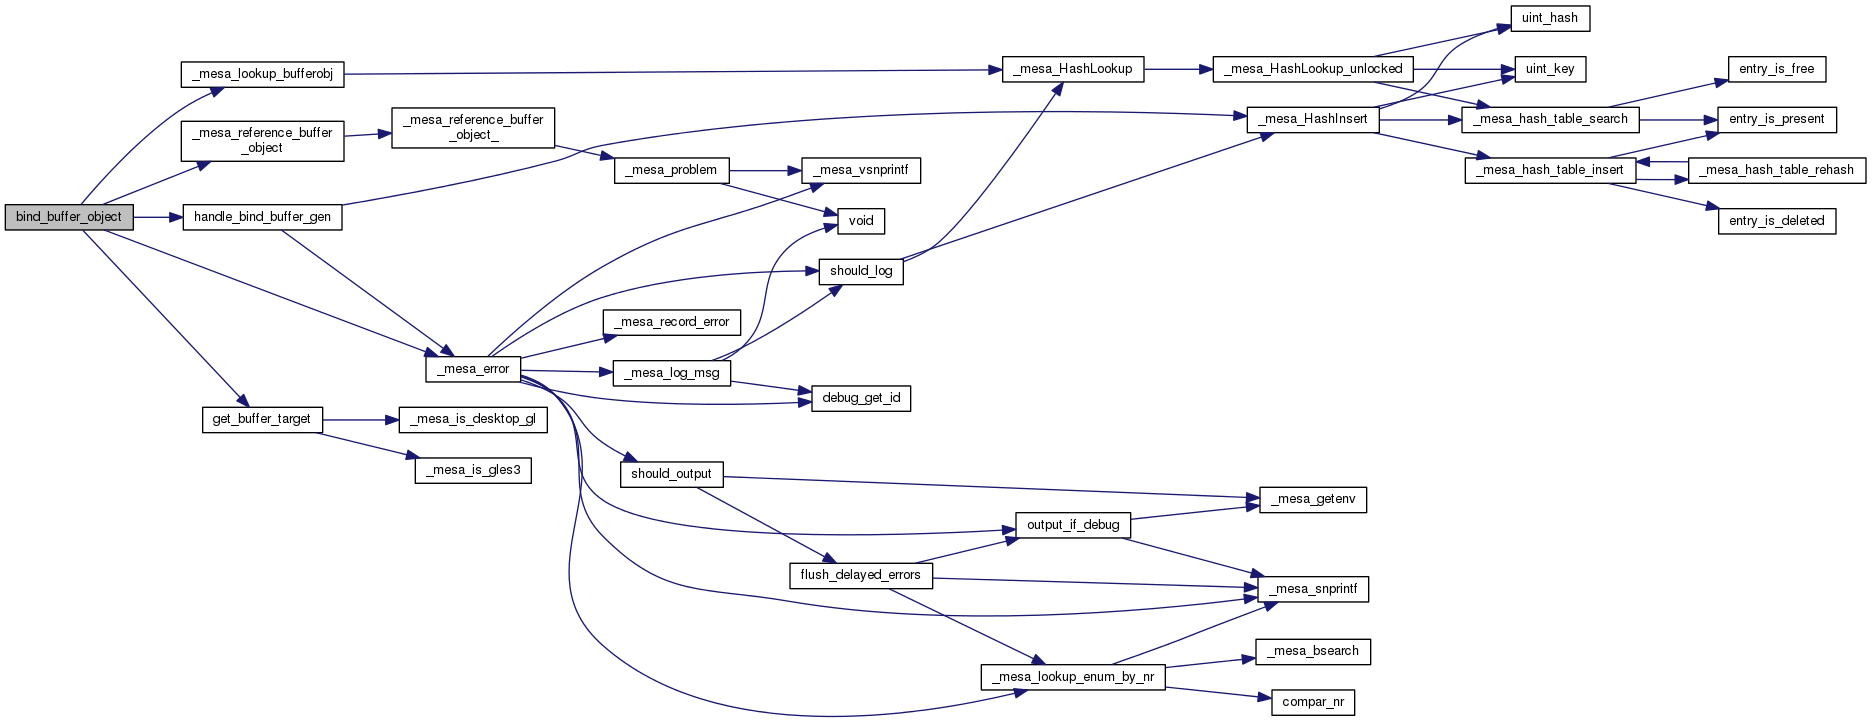 uint_hash
_mesa_lookup_bufferobj
_mesa_HashLookup
_mesa_HashLookup_unlocked
uint_key
entry_is_free
_mesa_reference_buffer
_object
_mesa_reference_buffer
_object_
_mesa_HashInsert
_mesa_hash_table_search
entry_is_present
_mesa_problem
_mesa_vsnprintf
_mesa_hash_table_insert
_mesa_hash_table_rehash
bind_buffer_object
handle_bind_buffer_gen
void
entry_is_deleted
should_log
_mesa_record_error
_mesa_error
_mesa_log_msg
debug_get_id
get_buffer_target
_mesa_is_desktop_gl
_mesa_is_gles3
should_output
_mesa_getenv
output_if_debug
flush_delayed_errors
_mesa_snprintf
_mesa_bsearch
_mesa_lookup_enum_by_nr
compar_nr